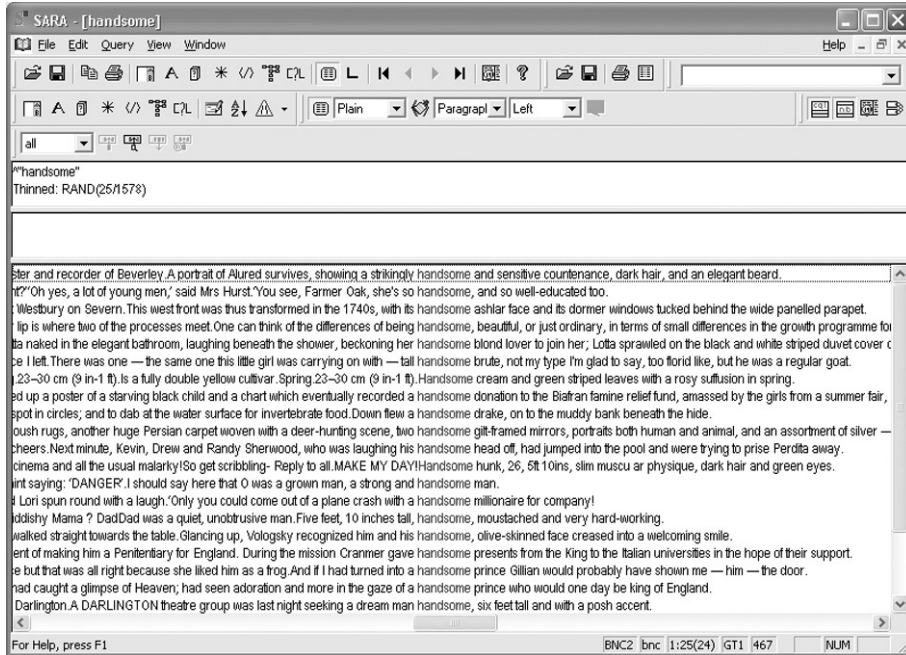 SARA - [handsome]
File Edit Query View Window Help
Plain Paragrapl Left
all
^"handsome"
Thinned: RAND(25/1578)
ster and recorder of Beverley.A portrait of Alured survives, showing a strikingly handsome and sensitive countenance, dark hair, and an elegant beard.
nt?''Oh yes, a lot of young men,' said Mrs Hurst.'You see, Farmer Oak, she's so handsome, and so well-educated too.
: Westbury on Severn.This west front was thus transformed in the 1740s, with its handsome ashlar face and its dormer windows tucked behind the wide panelled parapet.
' lip is where two of the processes meet.One can think of the differences of being handsome, beautiful, or just ordinary, in terms of small differences in the growth programme for
tta naked in the elegant bathroom, laughing beneath the shower, beckoning her handsome blond lover to join her; Lotta sprawled on the black and white striped duvet cover o
ce I left.There was one — the same one this little girl was carrying on with — tall handsome brute, not my type I'm glad to say, too florid like, but he was a regular goat.
).23–30 cm (9 in-1 ft).Is a fully double yellow cultivar.Spring.23–30 cm (9 in-1 ft).Handsome cream and green striped leaves with a rosy suffusion in spring.
ed up a poster of a starving black child and a chart which eventually recorded a handsome donation to the Biafran famine relief fund, amassed by the girls from a summer fair,
spot in circles; and to dab at the water surface for invertebrate food.Down flew a handsome drake, on to the muddy bank beneath the hide.
oush rugs, another huge Persian carpet woven with a deer-hunting scene, two handsome gilt-framed mirrors, portraits both human and animal, and an assortment of silver —
cheers.Next minute, Kevin, Drew and Randy Sherwood, who was laughing his handsome head off, had jumped into the pool and were trying to prise Perdita away.
cinema and all the usual malarky!So get scribbling- Reply to all.MAKE MY DAY!Handsome hunk, 26, 5ft 10ins, slim muscu ar physique, dark hair and green eyes.
int saying: 'DANGER'.I should say here that O was a grown man, a strong and handsome man.
d Lori spun round with a laugh.'Only you could come out of a plane crash with a handsome millionaire for company!
iddishy Mama ? DadDad was a quiet, unobtrusive man.Five feet, 10 inches tall, handsome, moustached and very hard-working.
walked straight towards the table.Glancing up, Vologsky recognized him and his handsome, olive-skinned face creased into a welcoming smile.
ent of making him a Penitentiary for England. During the mission Cranmer gave handsome presents from the King to the Italian universities in the hope of their support.
ce but that was all right because she liked him as a frog.And if I had turned into a handsome prince Gillian would probably have shown me — him — the door.
had caught a glimpse of Heaven; had seen adoration and more in the gaze of a handsome prince who would one day be king of England.
Darlington.A DARLINGTON theatre group was last night seeking a dream man handsome, six feet tall and with a posh accent.
For Help, press F1 BNC2 bnc 1:25(24) GT1 467 NUM